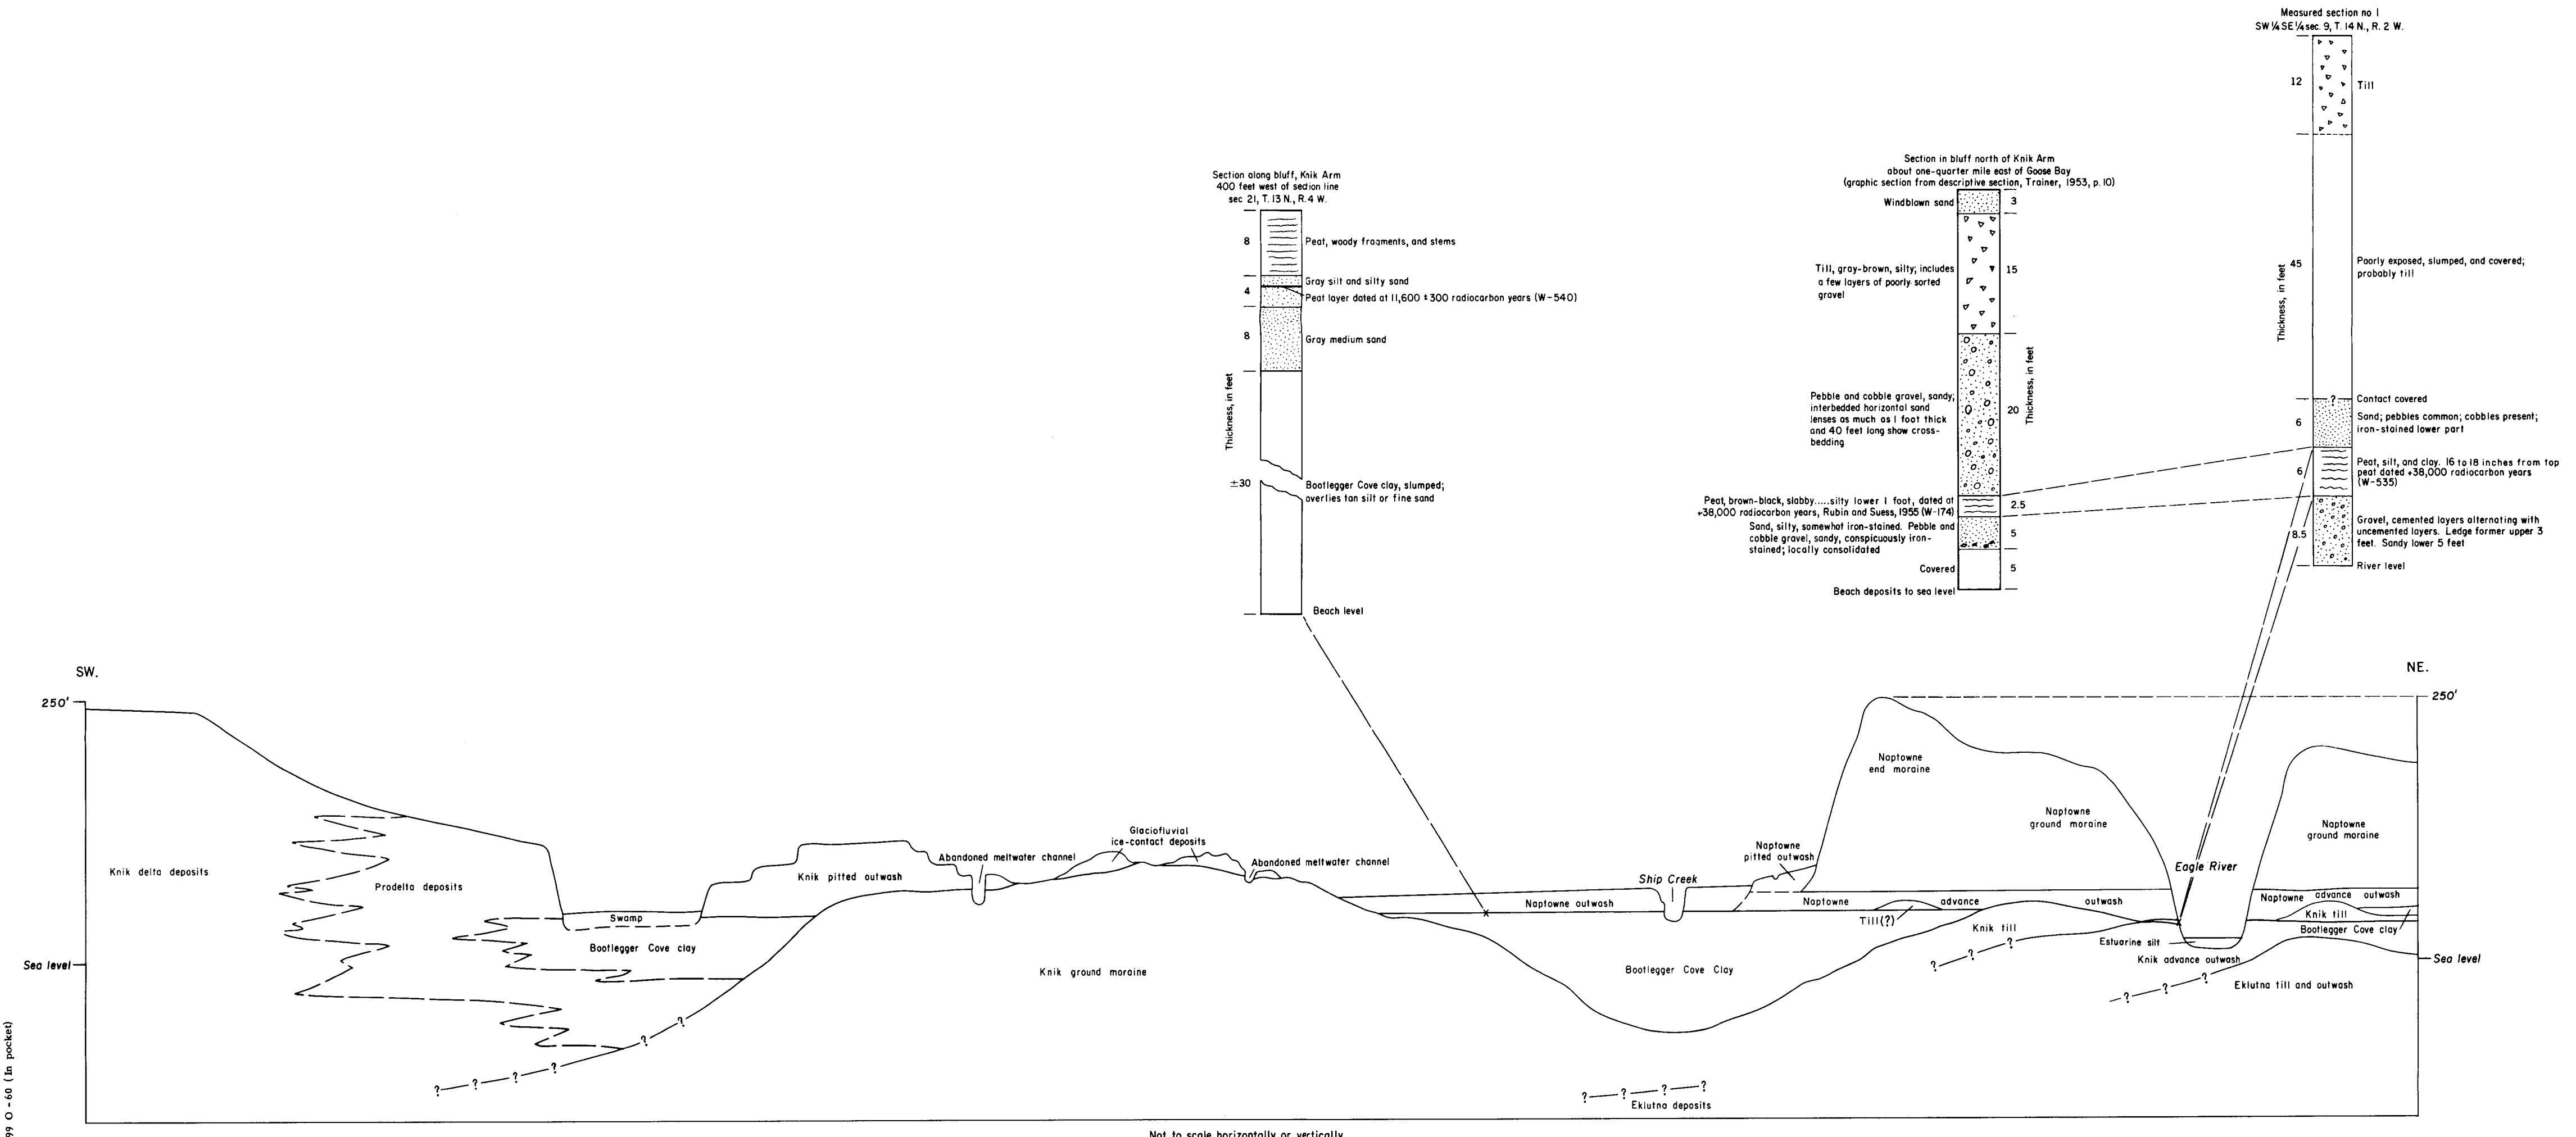 Measured section no 1
SW 1/4 SE 1/4 sec. 9, T. 14 N., R. 2 W.
12
Till
45
Thickness, in feet
Poorly exposed, slumped, and covered;
probably till
?
Contact covered
6
Sand; pebbles common; cobbles present;
iron-stained lower part
6
Peat, silt, and clay. 16 to 18 inches from top
peat dated +38,000 radiocarbon years
(W-535)
8.5
Gravel, cemented layers alternating with
uncemented layers. Ledge former upper 3
feet. Sandy lower 5 feet
River level
Section in bluff north of Knik Arm
about one-quarter mile east of Goose Bay
(graphic section from descriptive section, Trainer, 1953, p. 10)
Windblown sand
3
Till, gray-brown, silty; includes
a few layers of poorly sorted
gravel
15
Thickness, in feet
Pebble and cobble gravel, sandy;
interbedded horizontal sand
lenses as much as 1 foot thick
and 40 feet long show cross-
bedding
20
Peat, brown-black, slabby.....silty lower 1 foot, dated at
+38,000 radiocarbon years, Rubin and Suess, 1955 (W-174)
2.5
Sand, silty, somewhat iron-stained. Pebble and
cobble gravel, sandy, conspicuously iron-
stained; locally consolidated
5
Covered
5
Beach deposits to sea level
Section along bluff, Knik Arm
400 feet west of section line
sec 21, T. 13 N., R. 4 W.
8
Peat, woody fragments, and stems
Gray silt and silty sand
4
Peat layer dated at 11,600 ±300 radiocarbon years (W-540)
8
Gray medium sand
Thickness, in feet
±30
Bootlegger Cove clay, slumped;
overlies tan silt or fine sand
Beach level
SW.
NE.
250'
250'
Sea level
Sea level
Knik delta deposits
Prodelta deposits
Swamp
Bootlegger Cove clay
Knik pitted outwash
Abandoned meltwater channel
Glaciofluvial
ice-contact deposits
Abandoned meltwater channel
Knik ground moraine
Naptowne outwash
Ship Creek
Naptowne
pitted outwash
Bootlegger Cove Clay
Naptowne
end moraine
Naptowne
ground moraine
Naptowne advance outwash
Till(?)
Knik till
Eagle River
Estuarine silt
Knik advance outwash
Naptowne
ground moraine
Naptowne advance outwash
Knik till
Bootlegger Cove clay
Eklutna till and outwash
? ? ? ? ? ?
? ? ?
? ? ?
? ? ? ?
Eklutna deposits
Not to scale horizontally or vertically
99 O - 60 (In pocket)